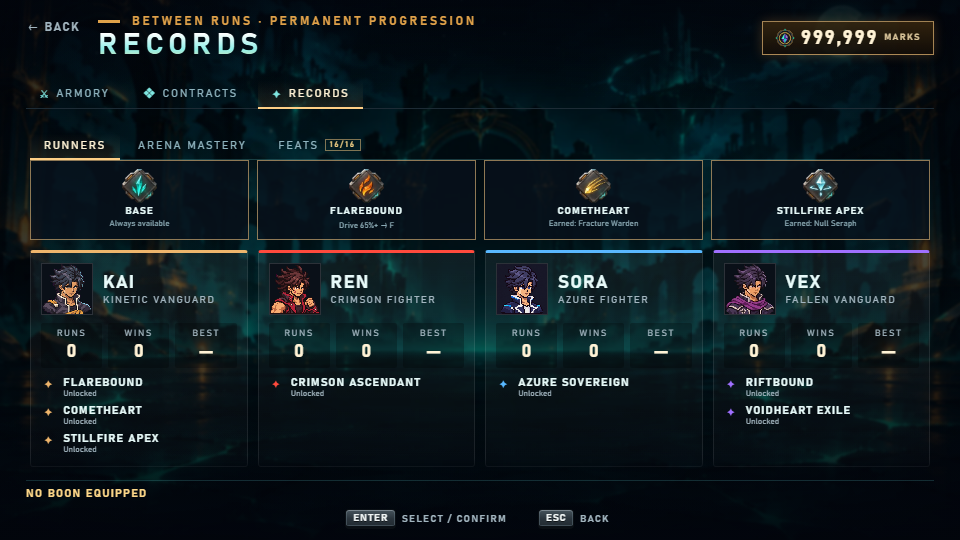 ← BACK
BETWEEN RUNS · PERMANENT PROGRESSION
RECORDS
999,999 MARKS
ARMORY
CONTRACTS
RECORDS
RUNNERS
ARENA MASTERY
FEATS 16/16
BASE
Always available
FLAREBOUND
Drive 65%+ → F
COMETHEART
Earned: Fracture Warden
STILLFIRE APEX
Earned: Null Seraph
KAI
KINETIC VANGUARD
RUNS WINS BEST
0 0 —
FLAREBOUND
Unlocked
COMETHEART
Unlocked
STILLFIRE APEX
Unlocked
REN
CRIMSON FIGHTER
RUNS WINS BEST
0 0 —
CRIMSON ASCENDANT
Unlocked
SORA
AZURE FIGHTER
RUNS WINS BEST
0 0 —
AZURE SOVEREIGN
Unlocked
VEX
FALLEN VANGUARD
RUNS WINS BEST
0 0 —
RIFTBOUND
Unlocked
VOIDHEART EXILE
Unlocked
NO BOON EQUIPPED
ENTER SELECT / CONFIRM
ESC BACK